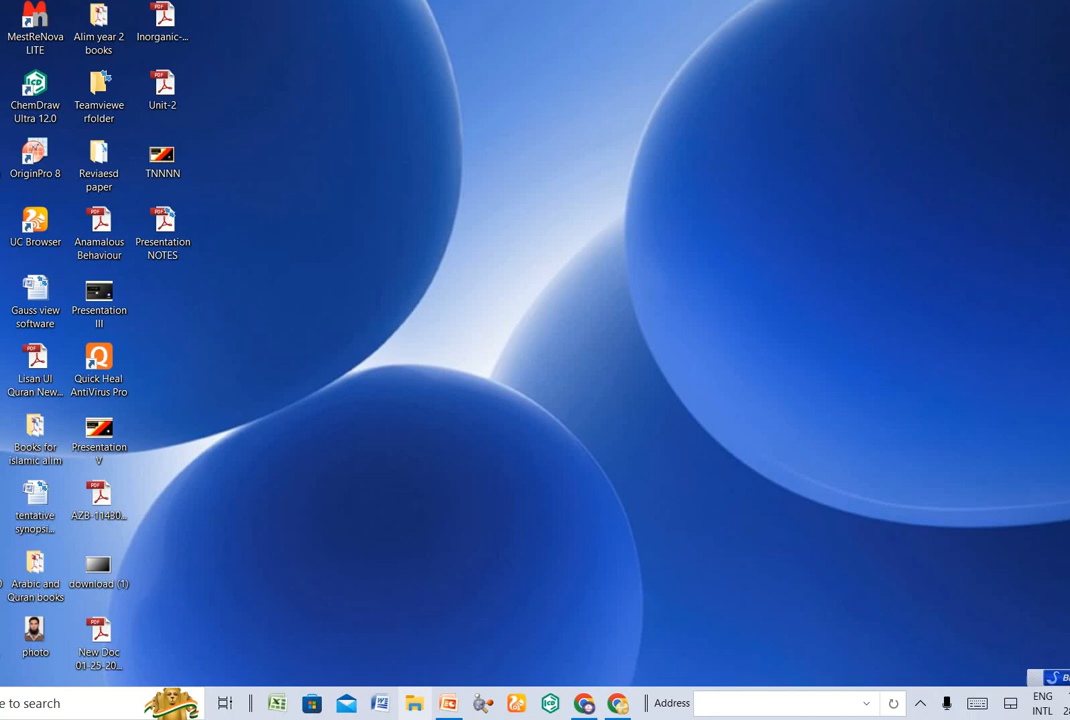 MestReNova
LITE
Alim year 2
books
Inorganic-...
ChemDraw
Ultra 12.0
Teamviewe
rfolder
Unit-2
OriginPro 8
Reviaesd
paper
TNNNN
UC Browser
Anamalous
Behaviour
Presentation
NOTES
Gauss view
software
Presentation
III
Lisan Ul
Quran New...
Quick Heal
AntiVirus Pro
Books for
islamic alim
Presentation
V
tentative
synopsi...
AZB-11430...
Arabic and
Quran books
download (1)
photo
New Doc
01-25-20...
e to search
Address
ENG
INTL